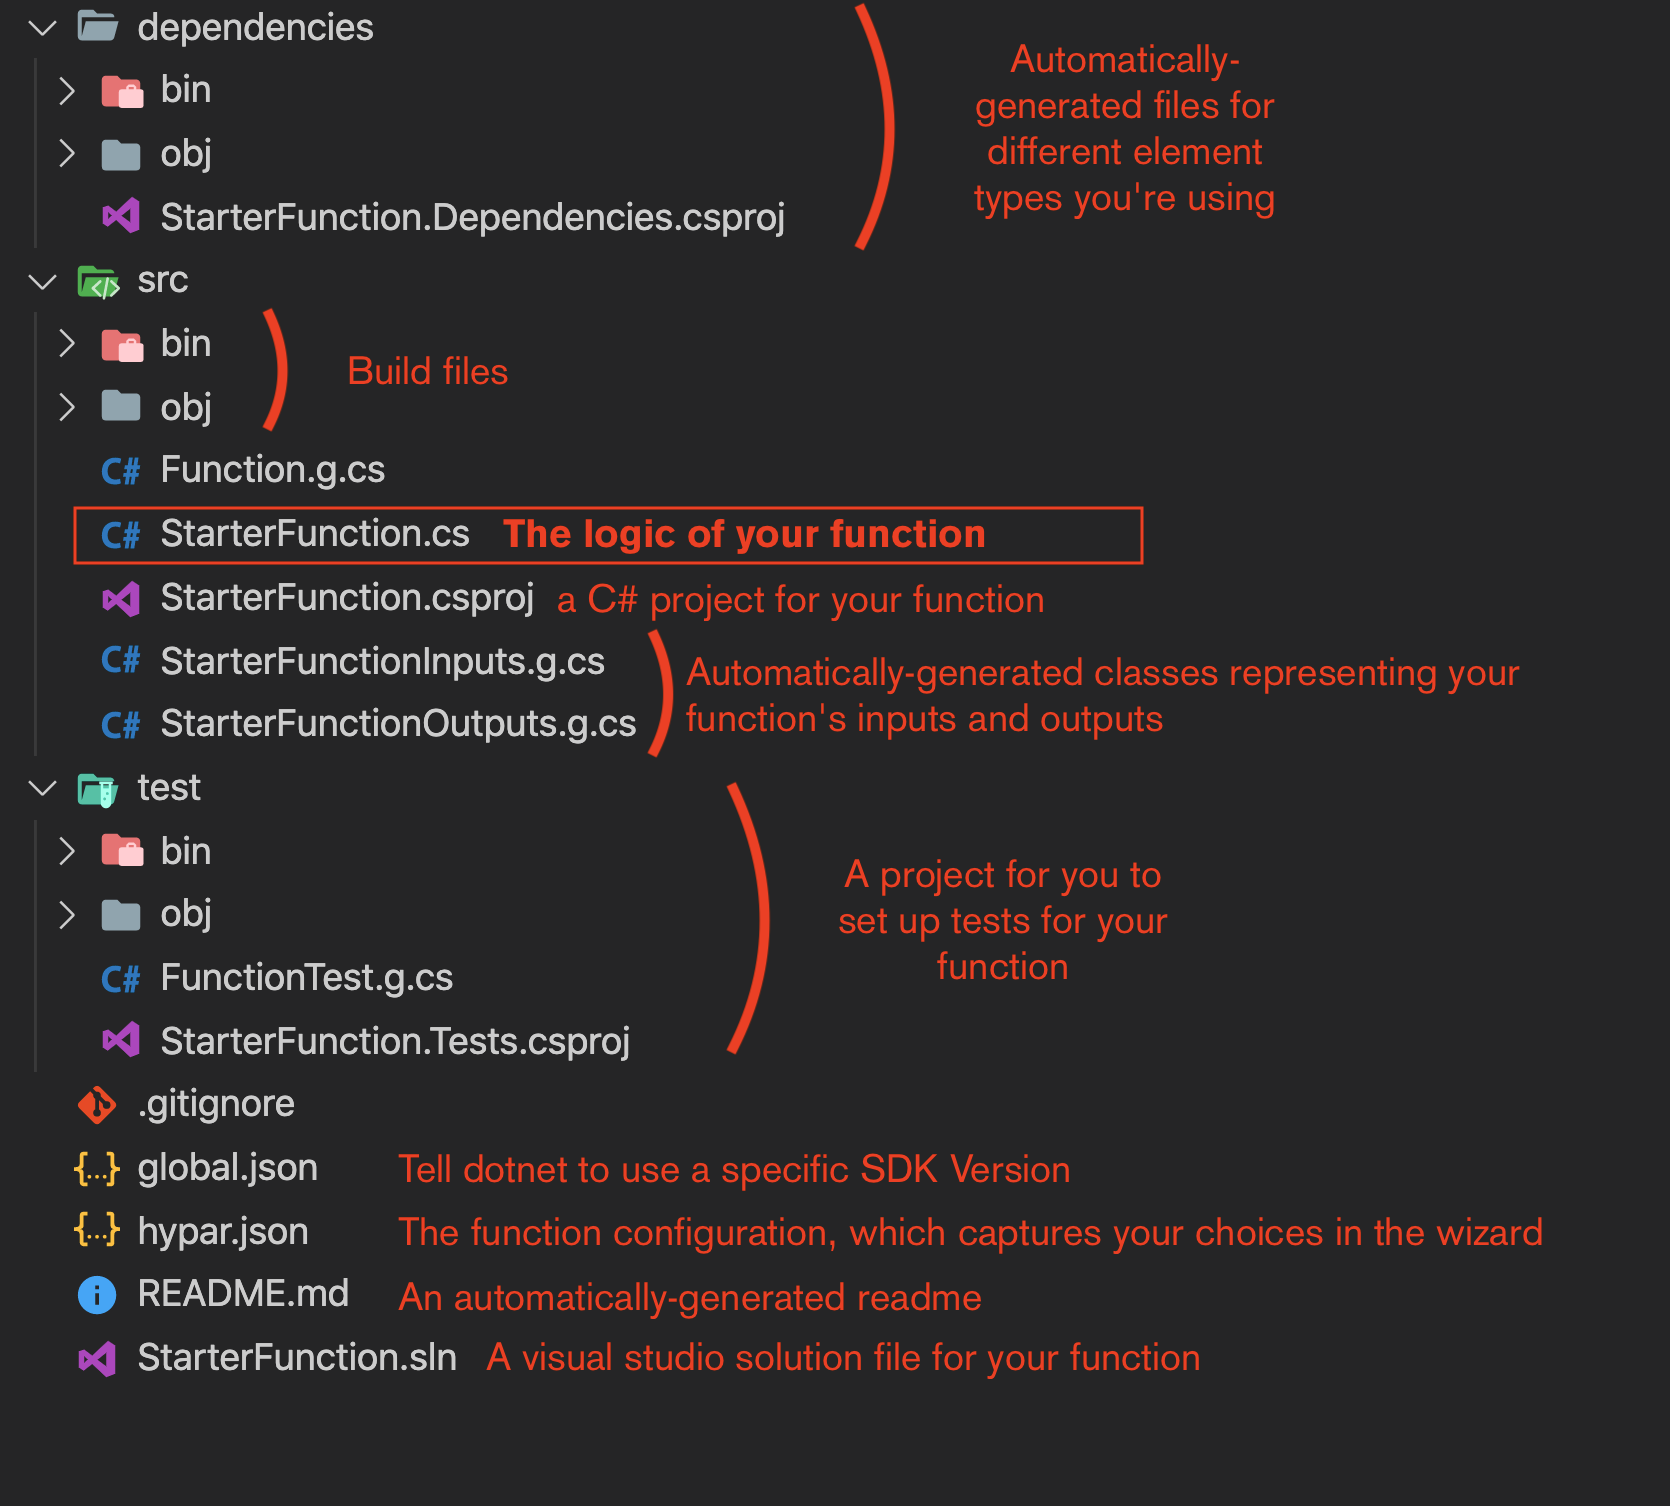 dependencies
Automatically-
generated files for
different element
types you're using
bin
obj
StarterFunction.Dependencies.csproj
src
bin
Build files
obj
C# Function.g.cs
C# StarterFunction.cs The logic of your function
StarterFunction.csproj a C# project for your function
C# StarterFunctionInputs.g.cs
C# StarterFunctionOutputs.g.cs
Automatically-generated classes representing your
function's inputs and outputs
test
bin
obj
C# FunctionTest.g.cs
StarterFunction.Tests.csproj
A project for you to
set up tests for your
function
.gitignore
{...} global.json Tell dotnet to use a specific SDK Version
{...} hypar.json The function configuration, which captures your choices in the wizard
README.md An automatically-generated readme
StarterFunction.sln A visual studio solution file for your function